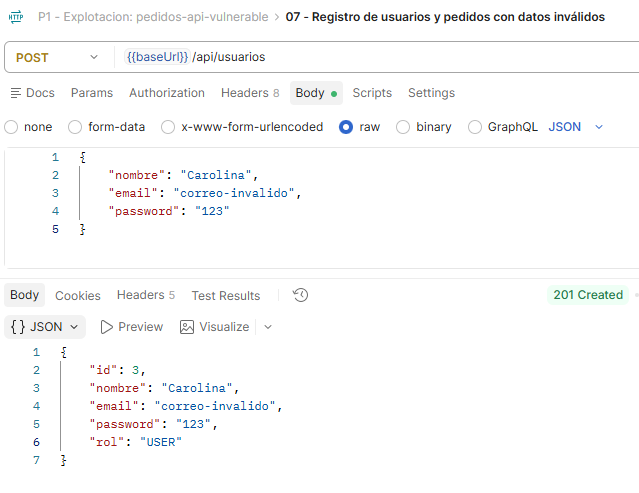 HTTP P1 - Explotacion: pedidos-api-vulnerable > 07 - Registro de usuarios y pedidos con datos inválidos
POST {{baseUrl}} /api/usuarios
Docs Params Authorization Headers 8 Body Scripts Settings
none form-data x-www-form-urlencoded raw binary GraphQL JSON
1 {
2 "nombre": "Carolina",
3 "email": "correo-invalido",
4 "password": "123"
5 }
Body Cookies Headers 5 Test Results 201 Created
{} JSON Preview Visualize
1 {
2 "id": 3,
3 "nombre": "Carolina",
4 "email": "correo-invalido",
5 "password": "123",
6 "rol": "USER"
7 }